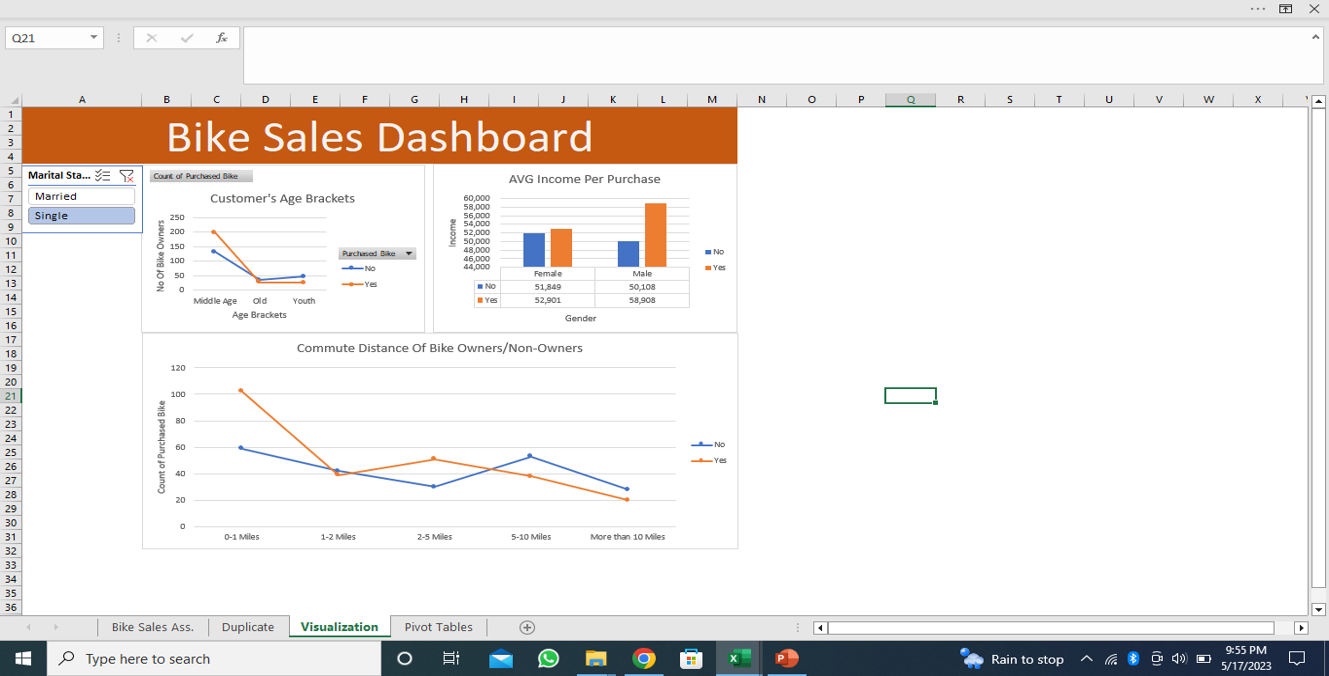 Q21
fx
A B C D E F G H I J K L M N O P Q R S T U V W X
1
2
3
4
5
6
7
8
9
10
11
12
13
14
15
16
17
18
19
20
21
22
23
24
25
26
27
28
29
30
31
32
33
34
35
36
Bike Sales Dashboard
Marital Sta...
Married
Single
Count of Purchased Bike
Customer's Age Brackets
No Of Bike Owners
250
200
150
100
50
0
Middle Age Old Youth
Age Brackets
Purchased Bike
No
Yes
AVG Income Per Purchase
Income
60,000
58,000
56,000
54,000
52,000
50,000
48,000
46,000
44,000
Female Male
No 51,849 50,108
Yes 52,901 58,908
Gender
No
Yes
Commute Distance Of Bike Owners/Non-Owners
Count of Purchased Bike
120
100
80
60
40
20
0
0-1 Miles 1-2 Miles 2-5 Miles 5-10 Miles More than 10 Miles
No
Yes
Bike Sales Ass. Duplicate Visualization Pivot Tables
Type here to search
Rain to stop
9:55 PM
5/17/2023